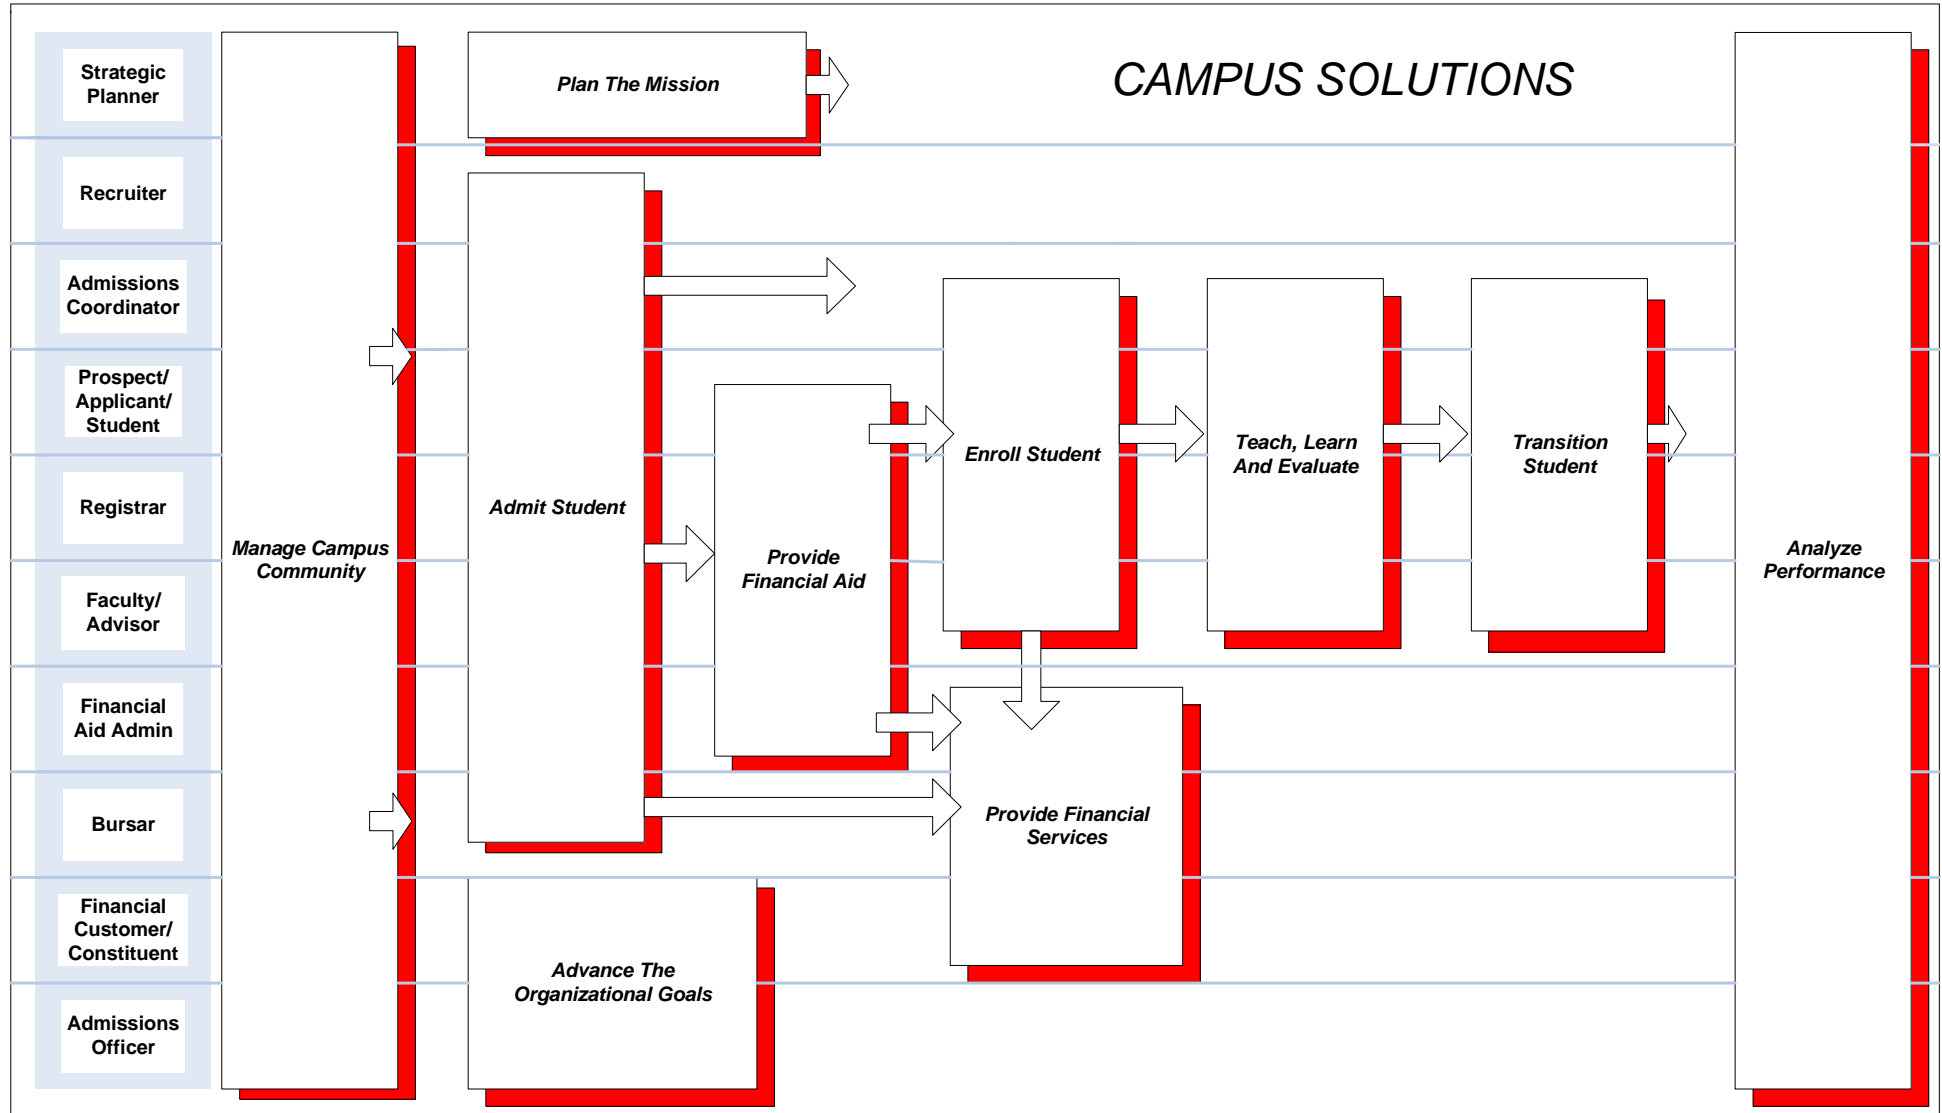 CAMPUS SOLUTIONS
Strategic
Planner
Recruiter
Admissions
Coordinator
Prospect/
Applicant/
Student
Registrar
Faculty/
Advisor
Financial
Aid Admin
Bursar
Financial
Customer/
Constituent
Admissions
Officer
Manage Campus
Community
Plan The Mission
Admit Student
Advance The
Organizational Goals
Provide
Financial Aid
Enroll Student
Provide Financial
Services
Teach, Learn
And Evaluate
Transition
Student
Analyze
Performance